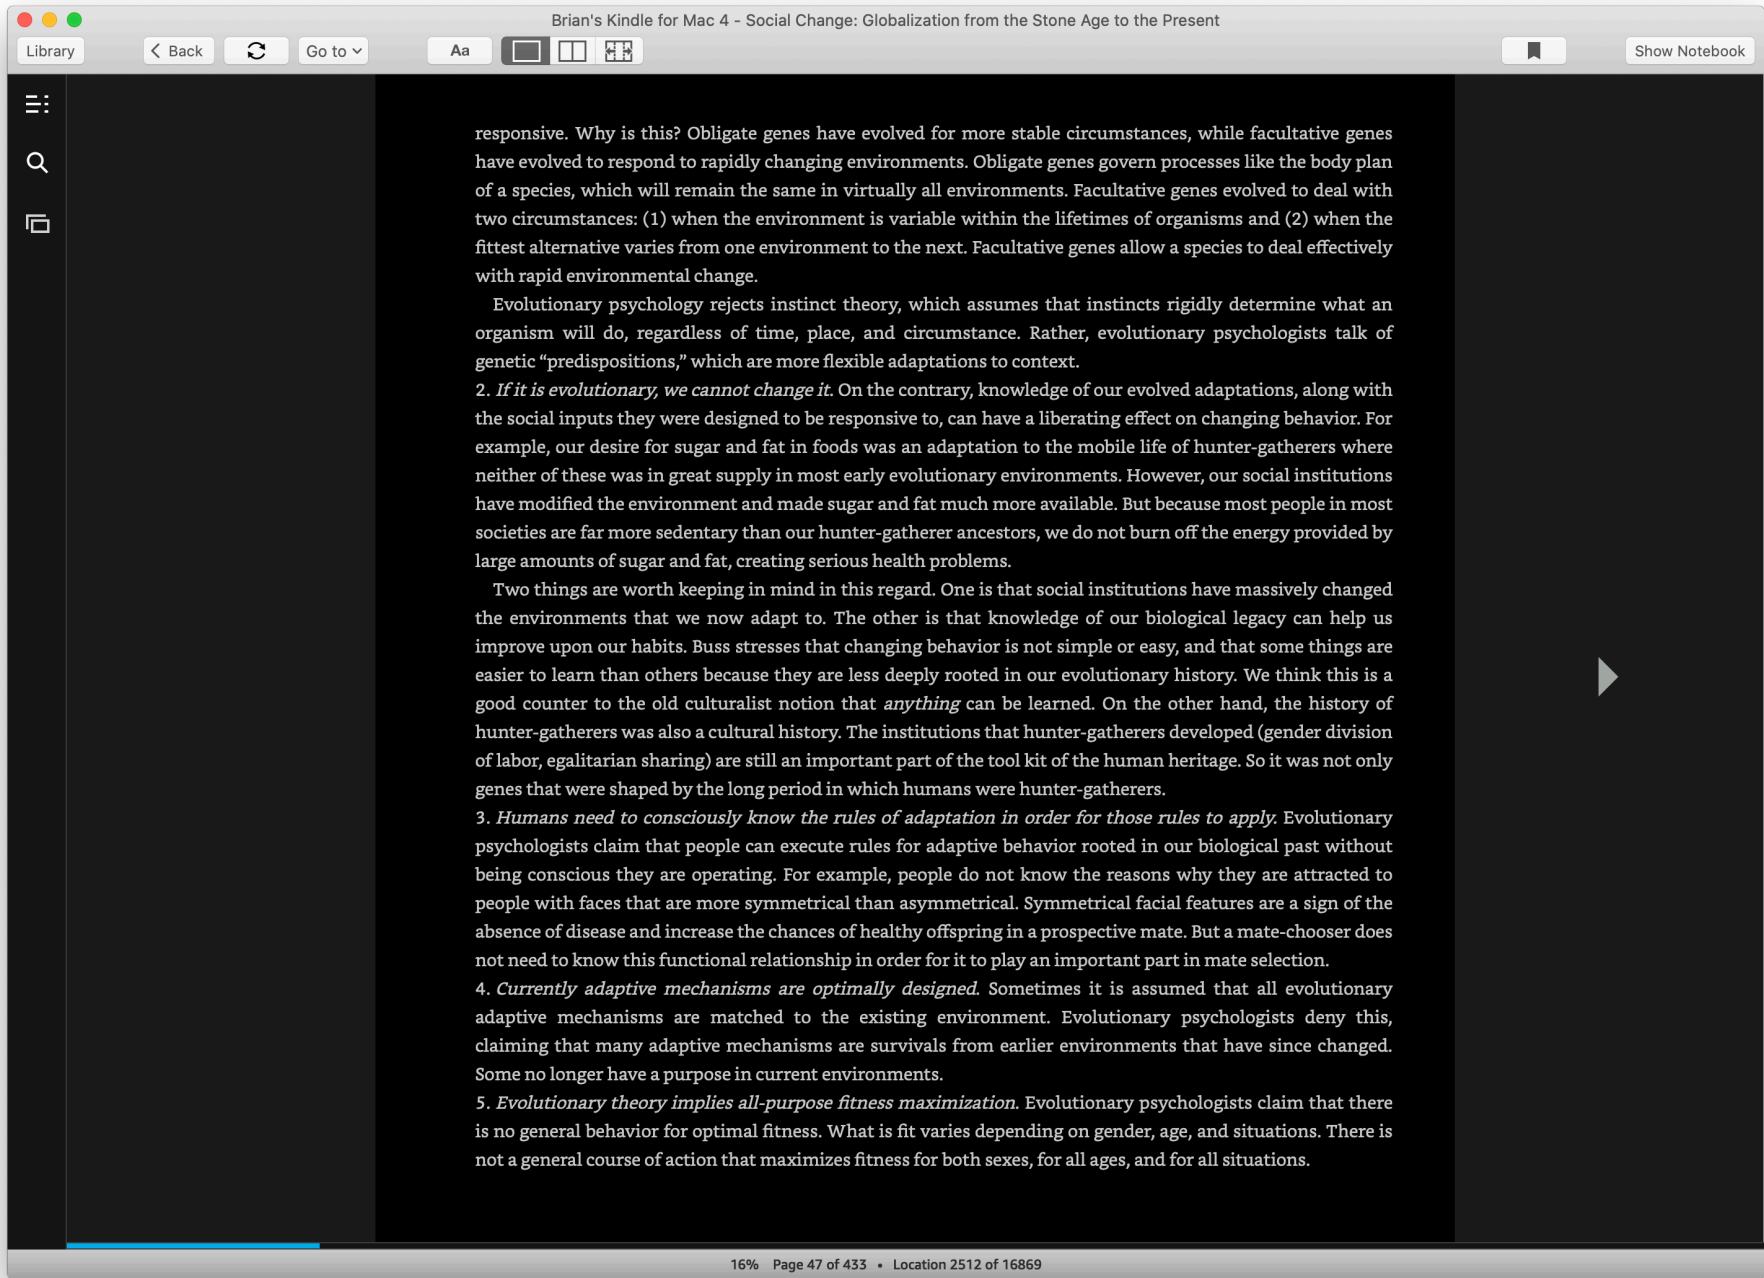 Brian's Kindle for Mac 4 - Social Change: Globalization from the Stone Age to the Present
Library
Back
Go to
Aa
Show Notebook
responsive. Why is this? Obligate genes have evolved for more stable circumstances, while facultative genes
have evolved to respond to rapidly changing environments. Obligate genes govern processes like the body plan
of a species, which will remain the same in virtually all environments. Facultative genes evolved to deal with
two circumstances: (1) when the environment is variable within the lifetimes of organisms and (2) when the
fittest alternative varies from one environment to the next. Facultative genes allow a species to deal effectively
with rapid environmental change.
Evolutionary psychology rejects instinct theory, which assumes that instincts rigidly determine what an
organism will do, regardless of time, place, and circumstance. Rather, evolutionary psychologists talk of
genetic “predispositions,” which are more flexible adaptations to context.
2. If it is evolutionary, we cannot change it. On the contrary, knowledge of our evolved adaptations, along with
the social inputs they were designed to be responsive to, can have a liberating effect on changing behavior. For
example, our desire for sugar and fat in foods was an adaptation to the mobile life of hunter-gatherers where
neither of these was in great supply in most early evolutionary environments. However, our social institutions
have modified the environment and made sugar and fat much more available. But because most people in most
societies are far more sedentary than our hunter-gatherer ancestors, we do not burn off the energy provided by
large amounts of sugar and fat, creating serious health problems.
Two things are worth keeping in mind in this regard. One is that social institutions have massively changed
the environments that we now adapt to. The other is that knowledge of our biological legacy can help us
improve upon our habits. Buss stresses that changing behavior is not simple or easy, and that some things are
easier to learn than others because they are less deeply rooted in our evolutionary history. We think this is a
good counter to the old culturalist notion that anything can be learned. On the other hand, the history of
hunter-gatherers was also a cultural history. The institutions that hunter-gatherers developed (gender division
of labor, egalitarian sharing) are still an important part of the tool kit of the human heritage. So it was not only
genes that were shaped by the long period in which humans were hunter-gatherers.
3. Humans need to consciously know the rules of adaptation in order for those rules to apply. Evolutionary
psychologists claim that people can execute rules for adaptive behavior rooted in our biological past without
being conscious they are operating. For example, people do not know the reasons why they are attracted to
people with faces that are more symmetrical than asymmetrical. Symmetrical facial features are a sign of the
absence of disease and increase the chances of healthy offspring in a prospective mate. But a mate-chooser does
not need to know this functional relationship in order for it to play an important part in mate selection.
4. Currently adaptive mechanisms are optimally designed. Sometimes it is assumed that all evolutionary
adaptive mechanisms are matched to the existing environment. Evolutionary psychologists deny this,
claiming that many adaptive mechanisms are survivals from earlier environments that have since changed.
Some no longer have a purpose in current environments.
5. Evolutionary theory implies all-purpose fitness maximization. Evolutionary psychologists claim that there
is no general behavior for optimal fitness. What is fit varies depending on gender, age, and situations. There is
not a general course of action that maximizes fitness for both sexes, for all ages, and for all situations.
16% Page 47 of 433 • Location 2512 of 16869